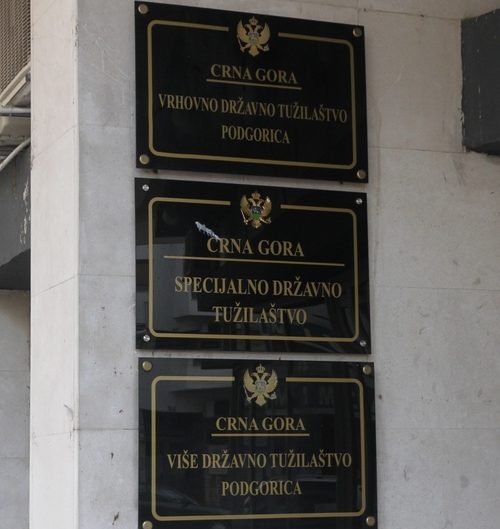 CRNA GORA
VRHOVNO DRŽAVNO TUŽILAŠTVO
PODGORICA
CRNA GORA
SPECIJALNO DRŽAVNO
TUŽILAŠTVO
CRNA GORA
VIŠE DRŽAVNO TUŽILAŠTVO
PODGORICA